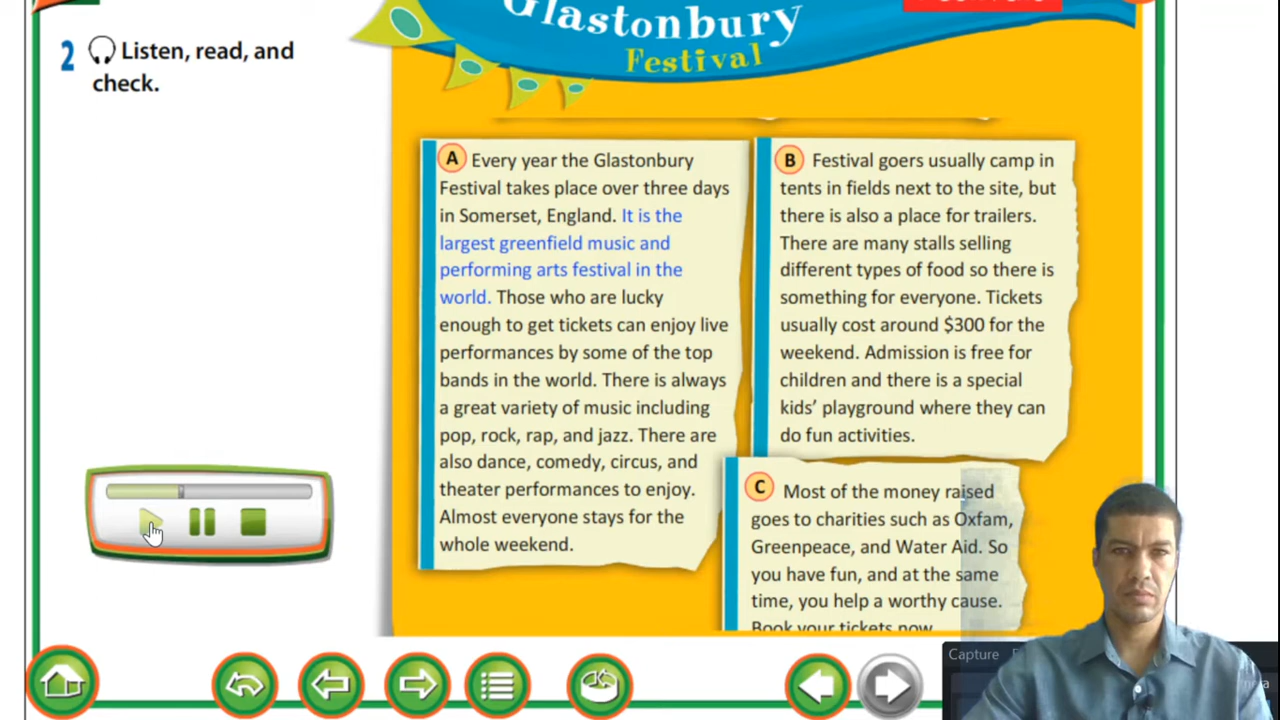 Glastonbury
Festival
2 Listen, read, and
check.
A Every year the Glastonbury
Festival takes place over three days
in Somerset, England. It is the
largest greenfield music and
performing arts festival in the
world. Those who are lucky
enough to get tickets can enjoy live
performances by some of the top
bands in the world. There is always
a great variety of music including
pop, rock, rap, and jazz. There are
also dance, comedy, circus, and
theater performances to enjoy.
Almost everyone stays for the
whole weekend.
B Festival goers usually camp in
tents in fields next to the site, but
there is also a place for trailers.
There are many stalls selling
different types of food so there is
something for everyone. Tickets
usually cost around $300 for the
weekend. Admission is free for
children and there is a special
kids’ playground where they can
do fun activities.
C Most of the money raised
goes to charities such as Oxfam,
Greenpeace, and Water Aid. So
you have fun, and at the same
time, you help a worthy cause.
Book your tickets now
Capture